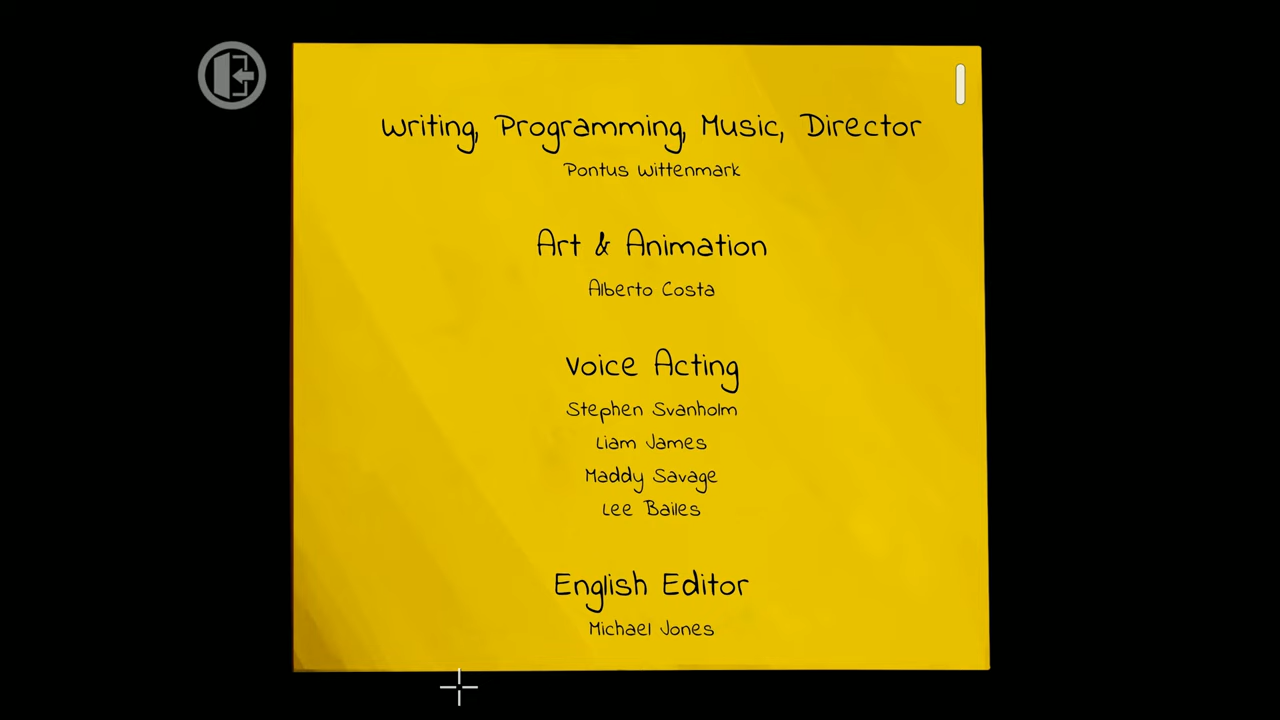 Writing, Programming, Music, Director
Pontus Wittenmark
Art & Animation
Alberto Costa
Voice Acting
Stephen Svanholm
Liam James
Maddy Savage
Lee Bailes
English Editor
Michael Jones